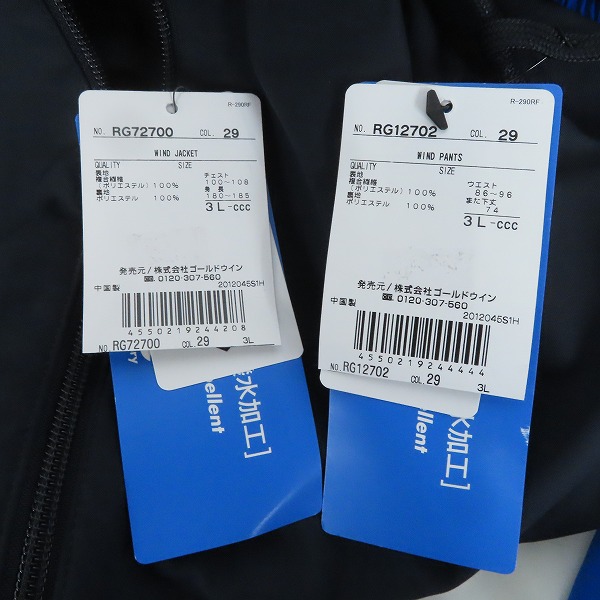 R-290RF
NO. RG72700 COL. 29
WIND JACKET
QUALITY SIZE
表地
複合繊維
(ポリエステル) 100%
裏地
ポリエステル 100%
チェスト
100～108
身長
180～185
3L-ccc
発売元/株式会社ゴールドウイン
0120·307-560
中国製
2012045S1H
4550219244208
NO. RG72700 COL. 29 3L
水加工]
cellent
ry
R-290RF
NO. RG12702 COL. 29
WIND PANTS
QUALITY SIZE
表地
複合繊維
(ポリエステル) 100%
裏地
ポリエステル 100%
ウエスト
86～96
また下丈
74
3L-ccc
発売元/株式会社ゴールドウイン
0120·307-560
中国製
2012045S1H
4550219244444
NO. RG12702 COL. 29 3L
水加工]
ellent